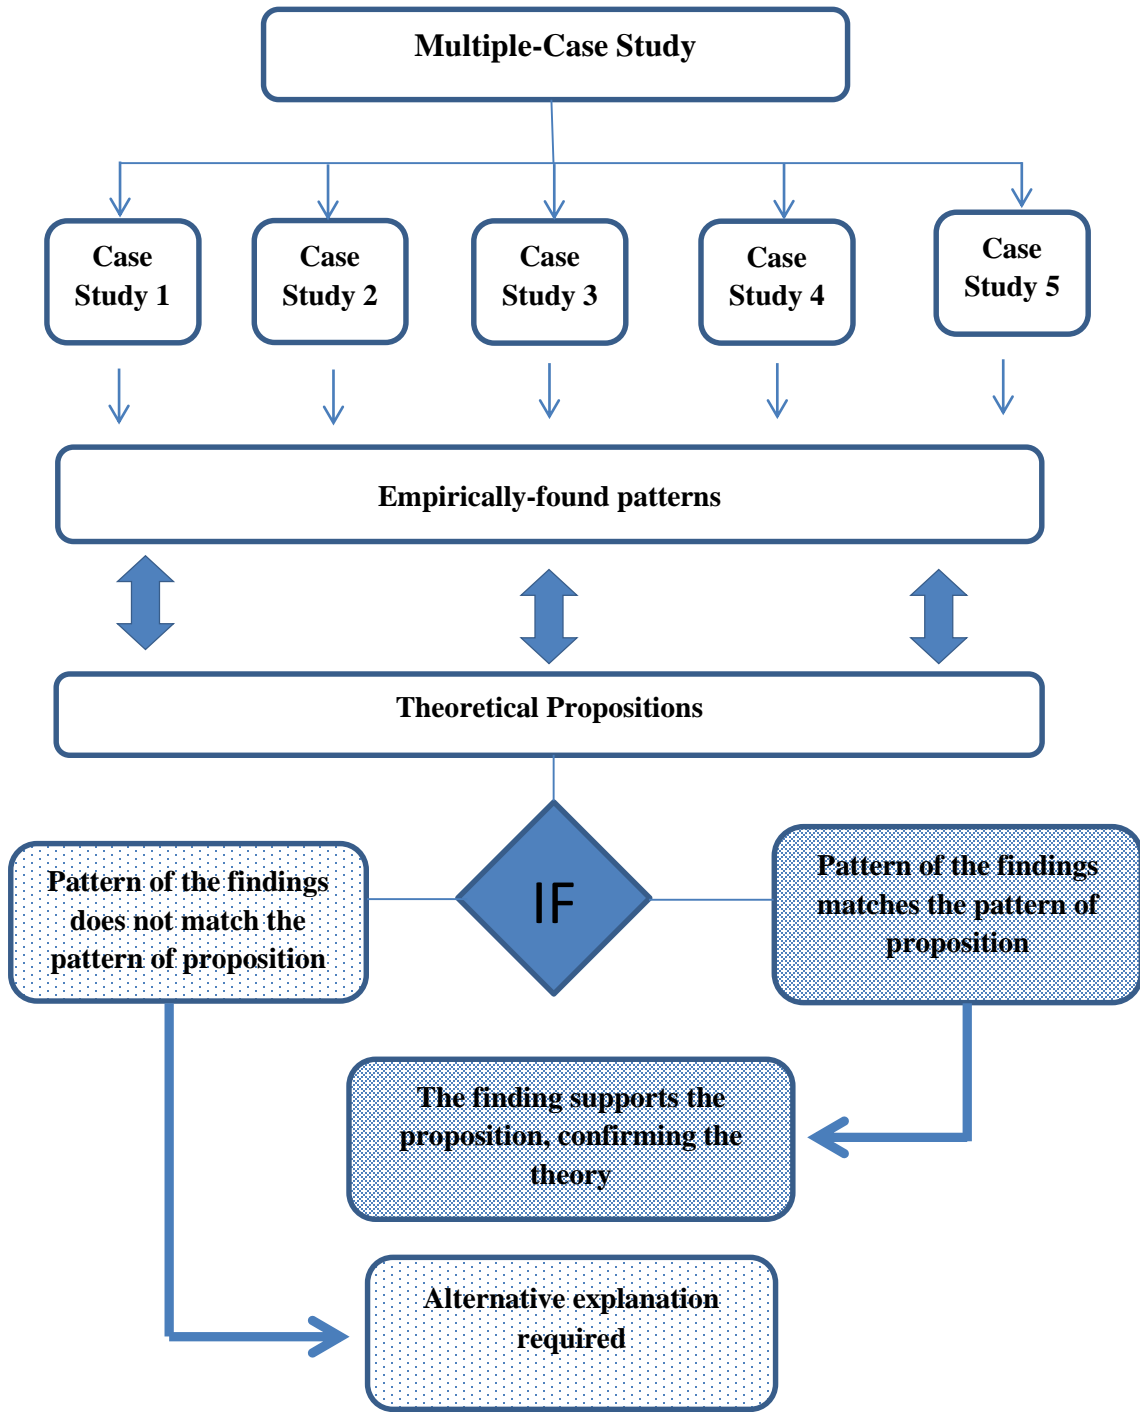 Multiple-Case Study
Case
Study 1
Case
Study 2
Case
Study 3
Case
Study 4
Case
Study 5
Empirically-found patterns
Theoretical Propositions
IF
Pattern of the findings
does not match the
pattern of proposition
Pattern of the findings
matches the pattern of
proposition
The finding supports the
proposition, confirming the
theory
Alternative explanation
required